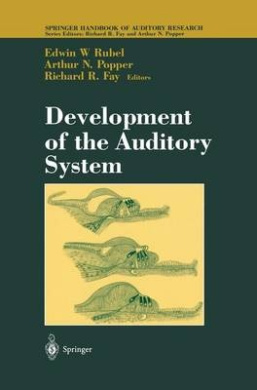 SPRINGER HANDBOOK OF AUDITORY RESEARCH
Series Editors: Richard R. Fay and Arthur N. Popper
Edwin W Rubel
Arthur N. Popper
Richard R. Fay Editors
Development
of the Auditory
System
Springer